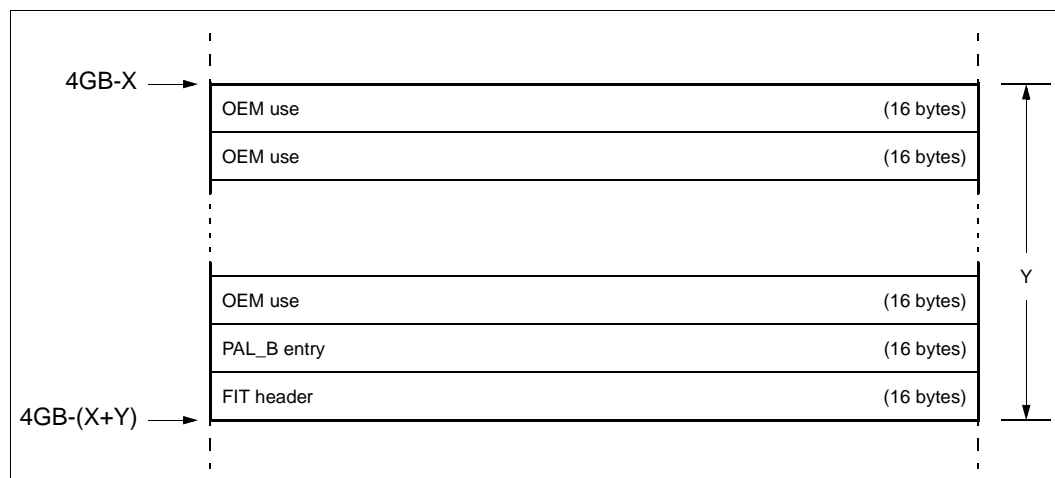 4GB-X
OEM use (16 bytes)
OEM use (16 bytes)
OEM use (16 bytes)
Y
PAL_B entry (16 bytes)
FIT header (16 bytes)
4GB-(X+Y)